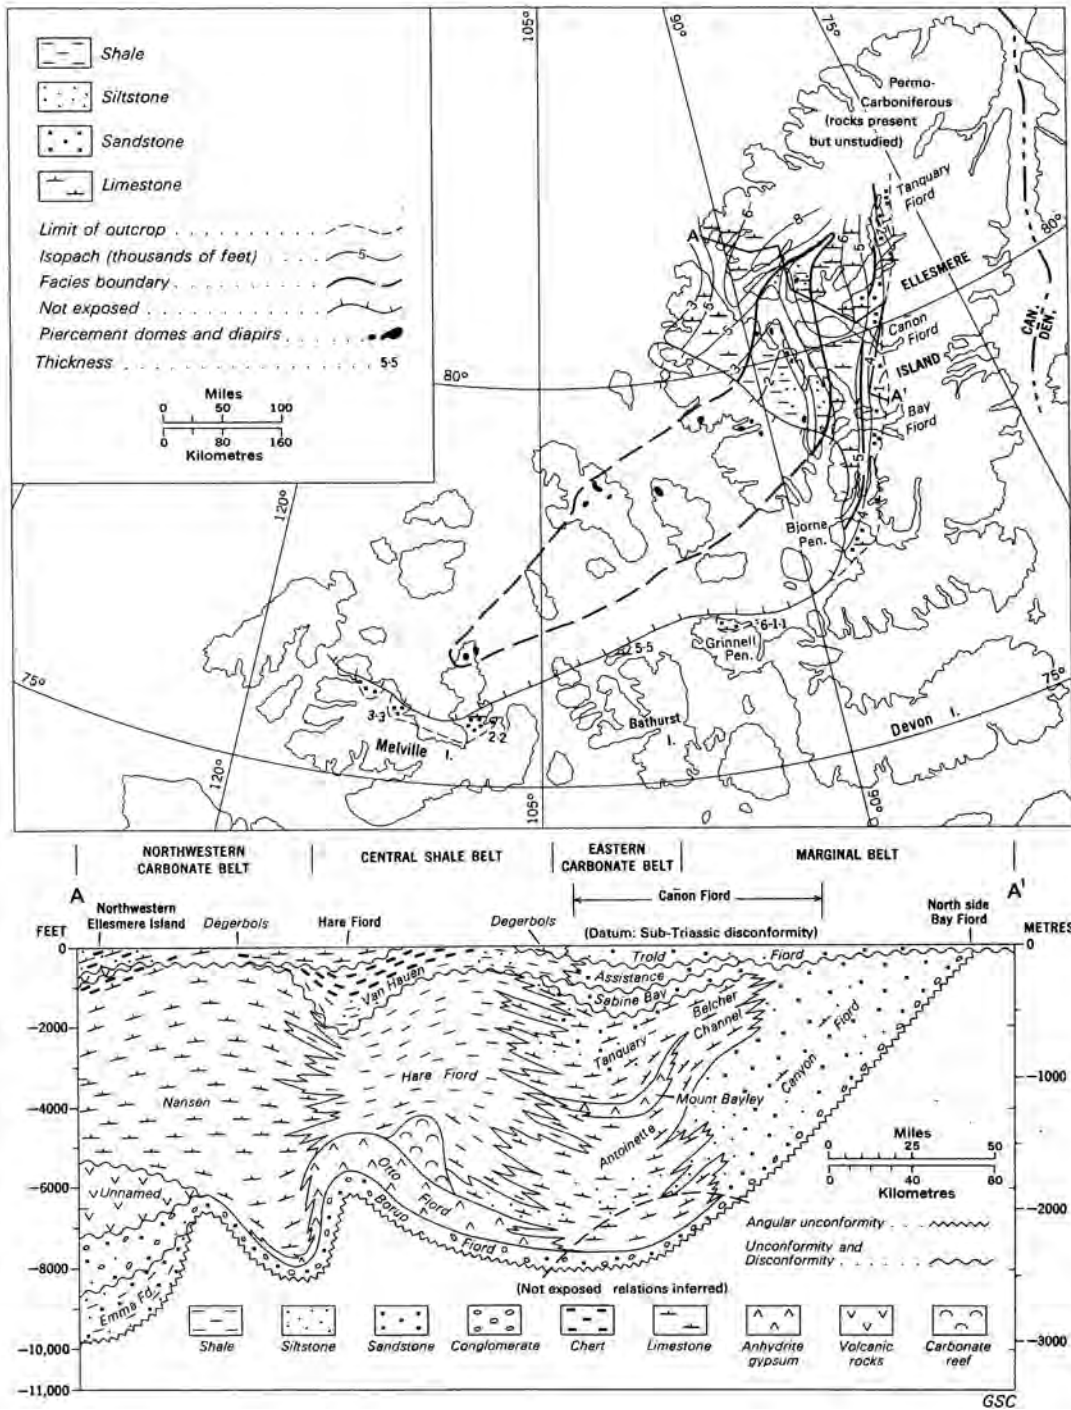 Shale
Siltstone
Sandstone
Limestone
Limit of outcrop
Isopach (thousands of feet) 5
Facies boundary
Not exposed
Piercement domes and diapirs
Thickness 5·5
Miles
0 50 100
0 80 160
Kilometres
105°
90°
75°
Permo-
Carboniferous
(rocks present
but unstudied)
Tanquary
Fiord
80°
A
ELLESMERE
CAN.
DEN.
Canon
Fiord
ISLAND
A'
Bay
Fiord
80°
120°
Bjorne
Pen.
6·1·1
Grinnell
Pen.
5·5
75°
75°
3·3
2·2
Melville I.
Bathurst
I.
Devon I.
120°
105°
90°
NORTHWESTERN
CARBONATE BELT
CENTRAL SHALE BELT
EASTERN
CARBONATE BELT
MARGINAL BELT
A
A'
Cañon Fiord
Northwestern
Ellesmere Island
Degerbols
Hare Fiord
Degerbols
North side
Bay Fiord
FEET
METRES
(Datum: Sub-Triassic disconformity)
0
0
Trold Fiord
Van Hauen
Assistance
Sabine Bay
Belcher
Channel
−2000
Tanquary
Canyon Fiord
Hare Fiord
−1000
Nansen
Mount Bayley
−4000
Antoinette
Miles
0 25 50
0 40 60
Kilometres
Unnamed
Otto
Fiord
−6000
Borup
Fiord
−2000
Angular unconformity
Unconformity and
Disconformity
−8000
Emma Fd.
(Not exposed relations inferred)
Shale
Siltstone
Sandstone
Conglomerate
Chert
Limestone
Anhydrite
gypsum
Volcanic
rocks
Carbonate
reef
−10,000
−3000
−11,000
GSC